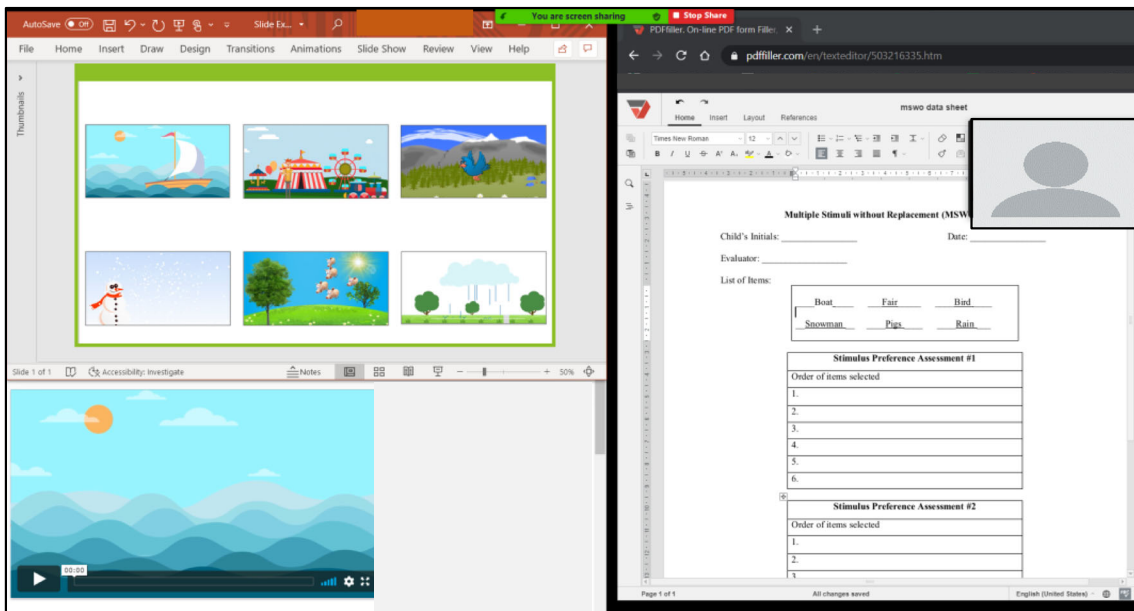 You are screen sharing
Stop Share
AutoSave Off
Slide Ex...
File Home Insert Draw Design Transitions Animations Slide Show Review View Help
Thumbnails
Slide 1 of 1 Accessibility: Investigate Notes 50%
00:00
PDFfiller. On-line PDF form Filler,
pdffiller.com/en/texteditor/503216335.htm
mswo data sheet
Home Insert Layout References
Times New Roman 12
Multiple Stimuli without Replacement (MSW
Child's Initials: Date:
Evaluator:
List of Items:
Boat Fair Bird
Snowman Pigs Rain
Stimulus Preference Assessment #1
Order of items selected
1.
2.
3.
4.
5.
6.
Stimulus Preference Assessment #2
Order of items selected
1.
2.
3
Page 1 of 1 All changes saved English (United States)